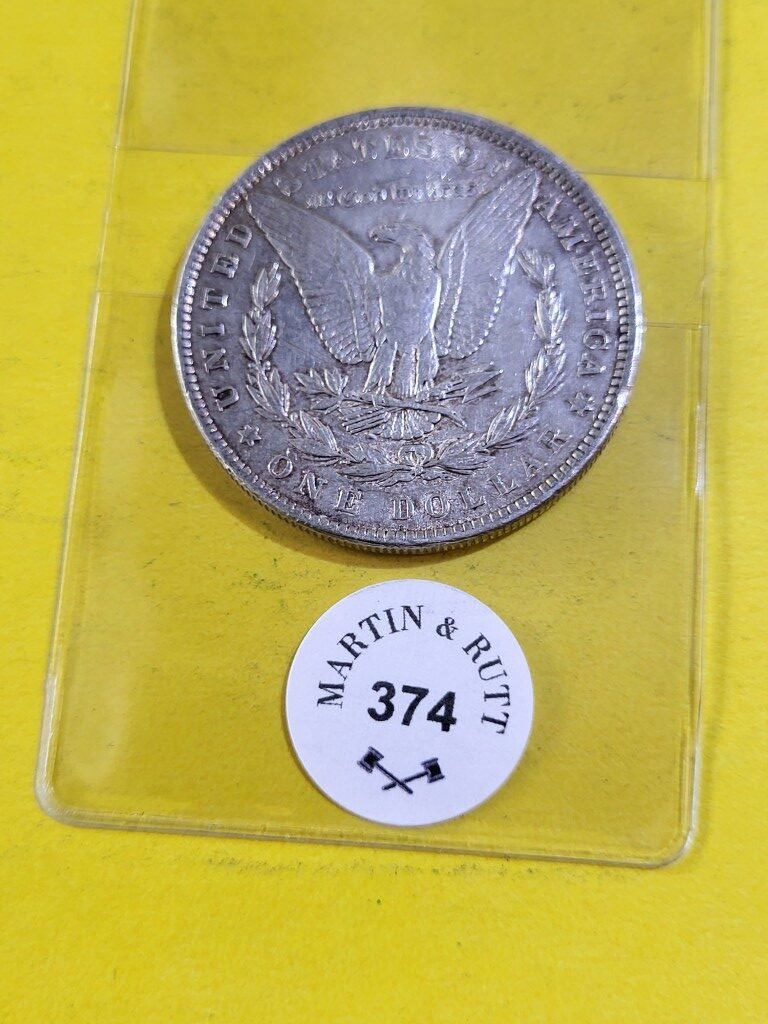 UNITED STATES OF AMERICA
In God we trust
ONE DOLLAR
MARTIN & RUTT
374